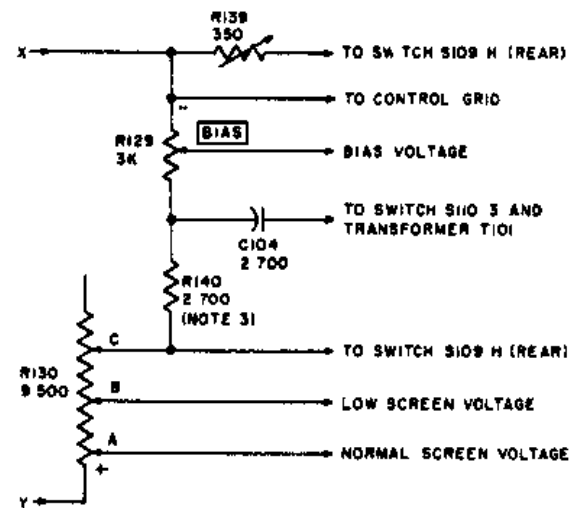 R139
350
X
TO SW TCH S109 H (REAR)
TO CONTROL GRID
-
R129
3K
BIAS
BIAS VOLTAGE
TO SWITCH S110 3 AND
TRANSFORMER T101
C104
2 700
R140
2 700
(NOTE 3)
C
TO SWITCH S109 H (REAR)
R130
9 500
B
LOW SCREEN VOLTAGE
A
NORMAL SCREEN VOLTAGE
+
Y